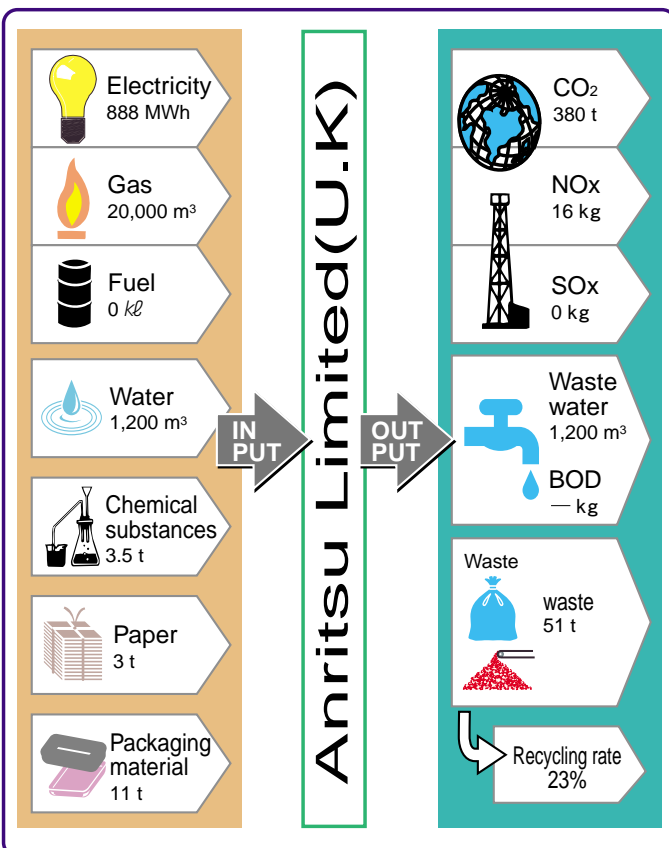 Electricity
888 MWh
Gas
20,000 m³
Fuel
0 kℓ
Water
1,200 m³
Chemical
substances
3.5 t
Paper
3 t
Packaging
material
11 t
IN
PUT
Anritsu Limited(U.K)
OUT
PUT
CO₂
380 t
NOx
16 kg
SOx
0 kg
Waste
water
1,200 m³
BOD
— kg
Waste
waste
51 t
Recycling rate
23%